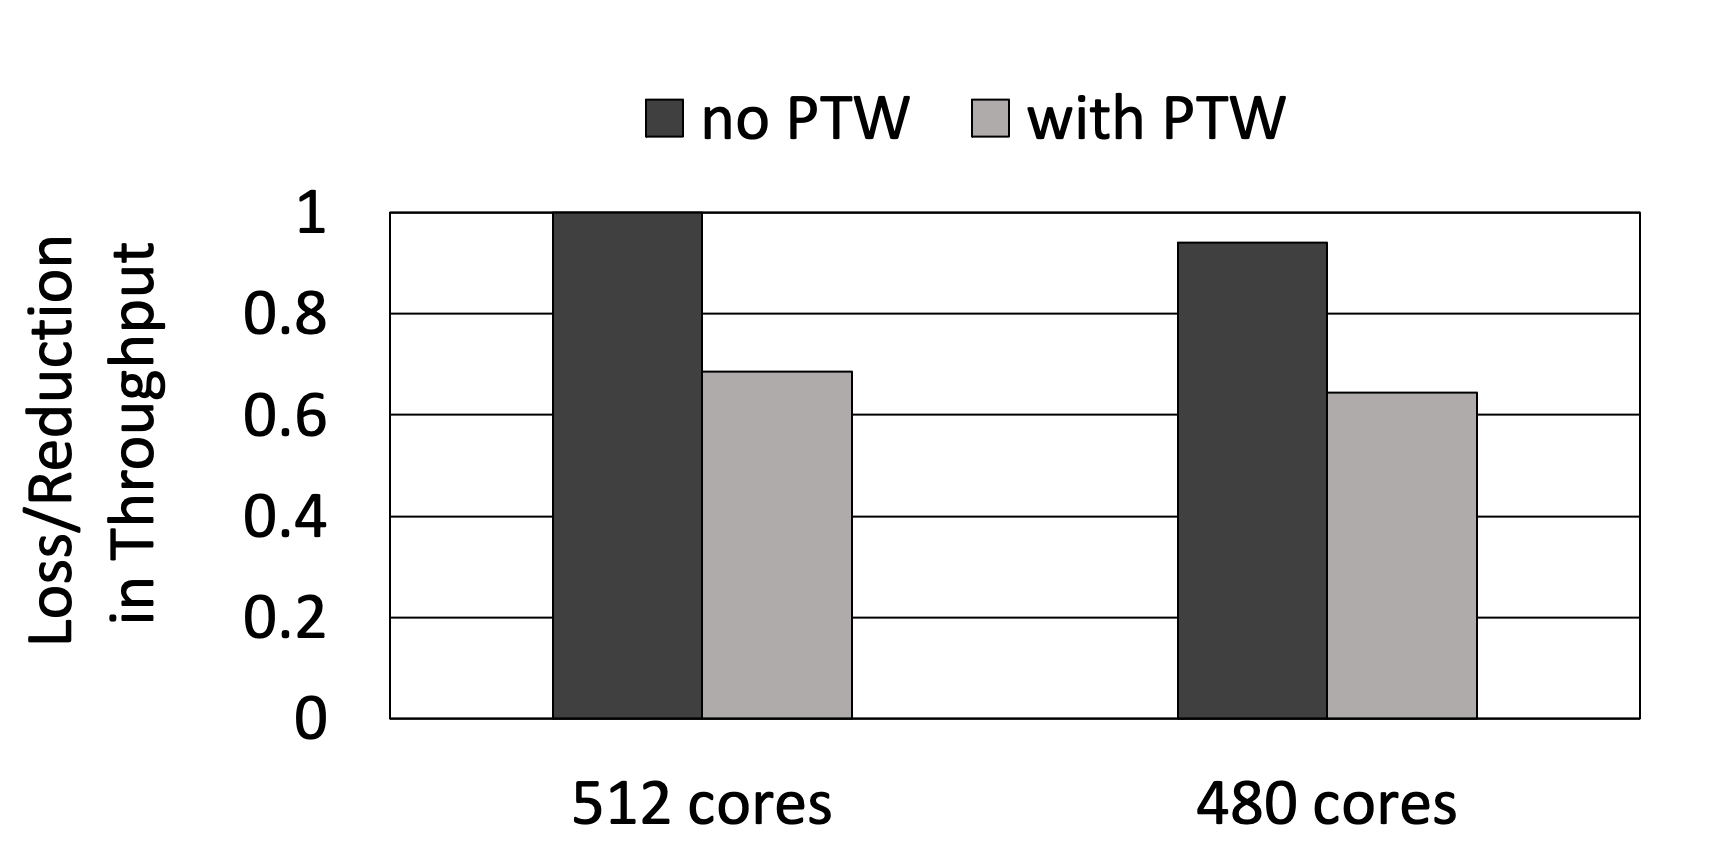 no PTW with PTW
Loss/Reduction
in Throughput
1
0.8
0.6
0.4
0.2
0
512 cores 480 cores